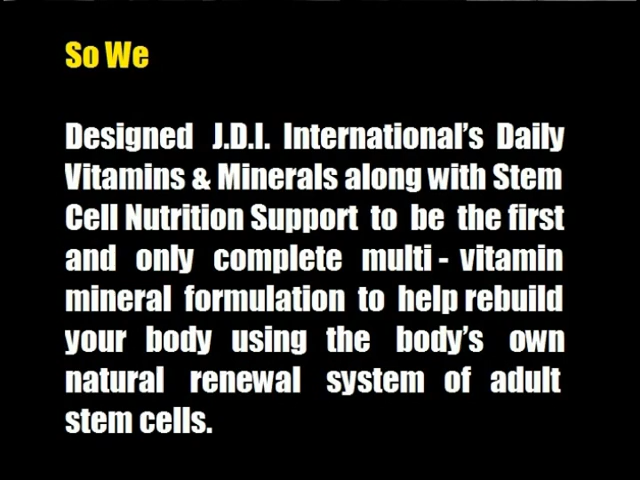 So We
Designed J.D.I. International's Daily
Vitamins & Minerals along with Stem
Cell Nutrition Support to be the first
and only complete multi - vitamin
mineral formulation to help rebuild
your body using the body's own
natural renewal system of adult
stem cells.